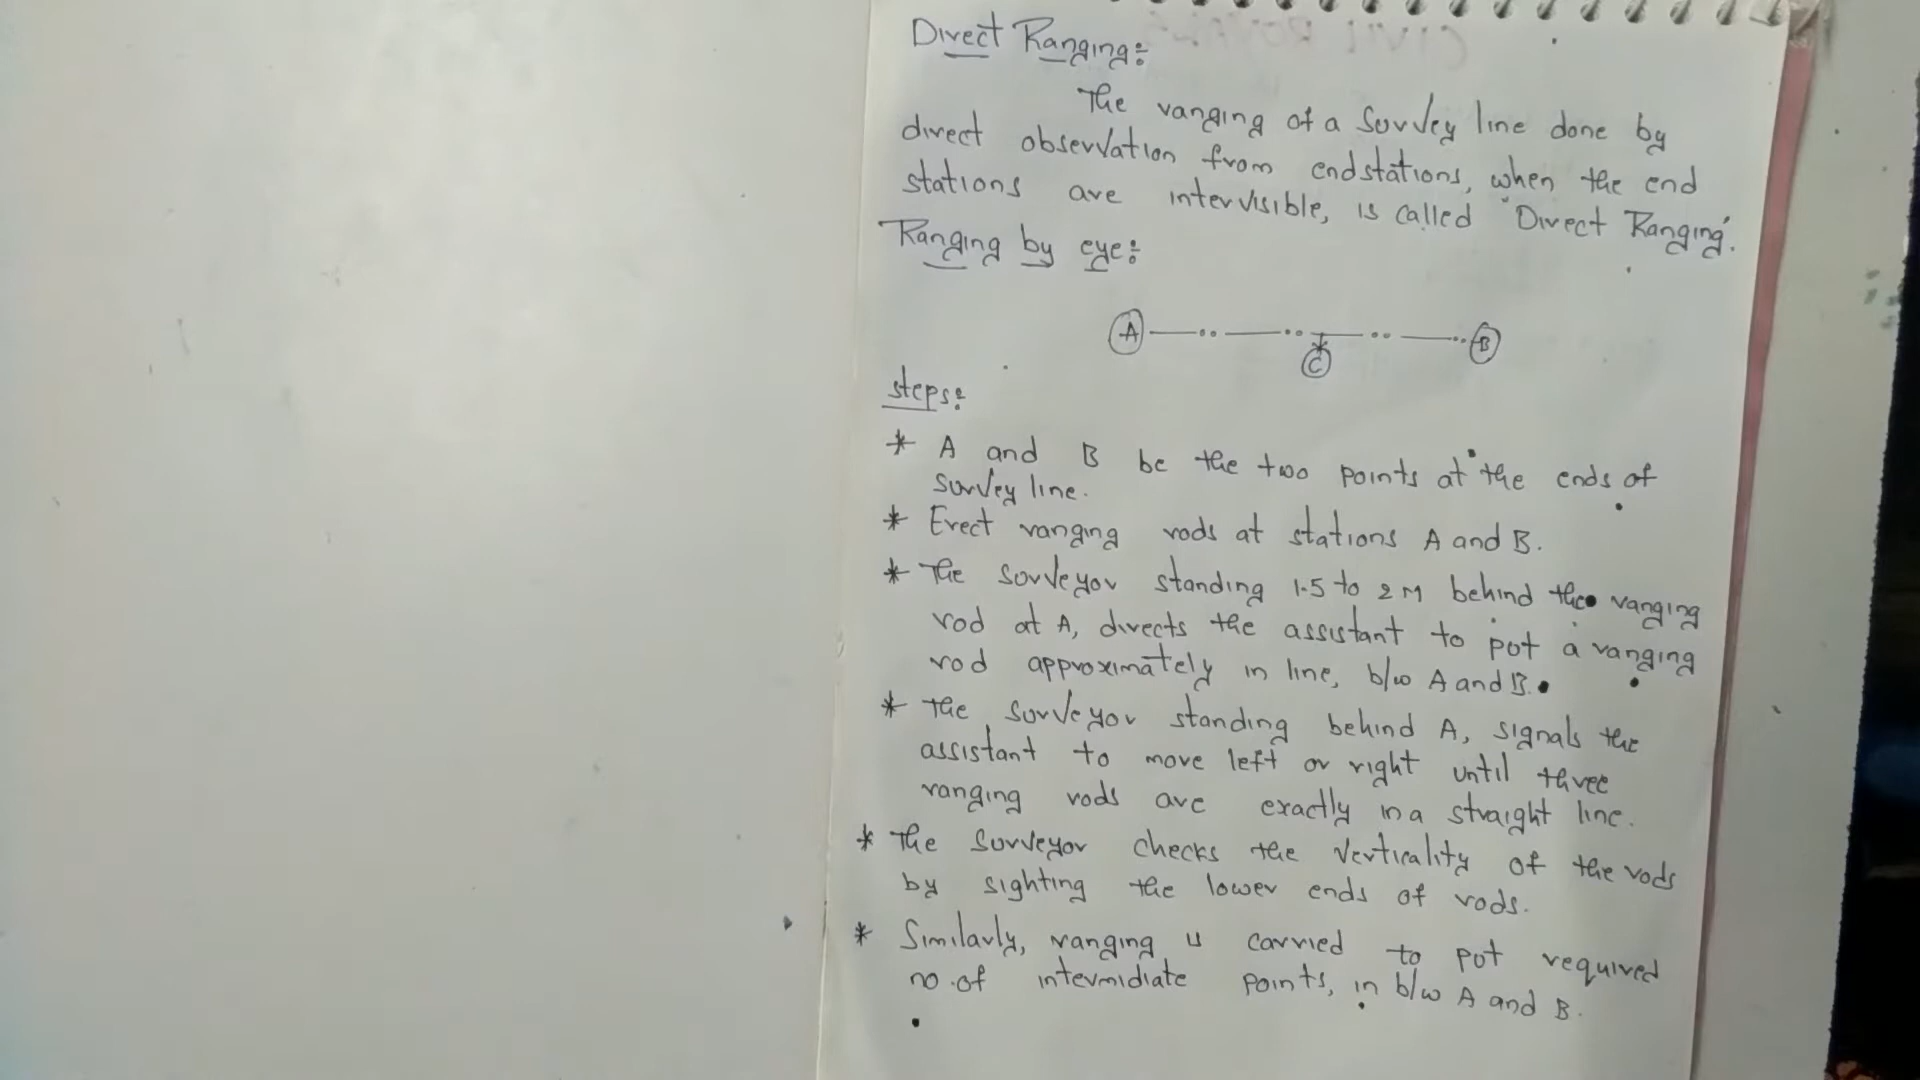 Direct Ranging:
The ranging of a Survey line done by
direct observation from endstations, when the end
stations are intervisible, is called 'Direct Ranging'.
Ranging by eye:
A B
C
steps:
* A and B be the two points at the ends of
survey line.
* Erect ranging rods at stations A and B.
* The surveyor standing 1.5 to 2 M behind the ranging
rod at A, directs the assistant to put a ranging
rod approximately in line, b/w A and B.
* The surveyor standing behind A, signals the
assistant to move left or right until three
ranging rods are exactly in a straight line.
* The Surveyor checks the verticality of the rods
by sighting the lower ends of rods.
* Similarly, ranging is carried to put required
no. of intermidiate points, in b/w A and B.